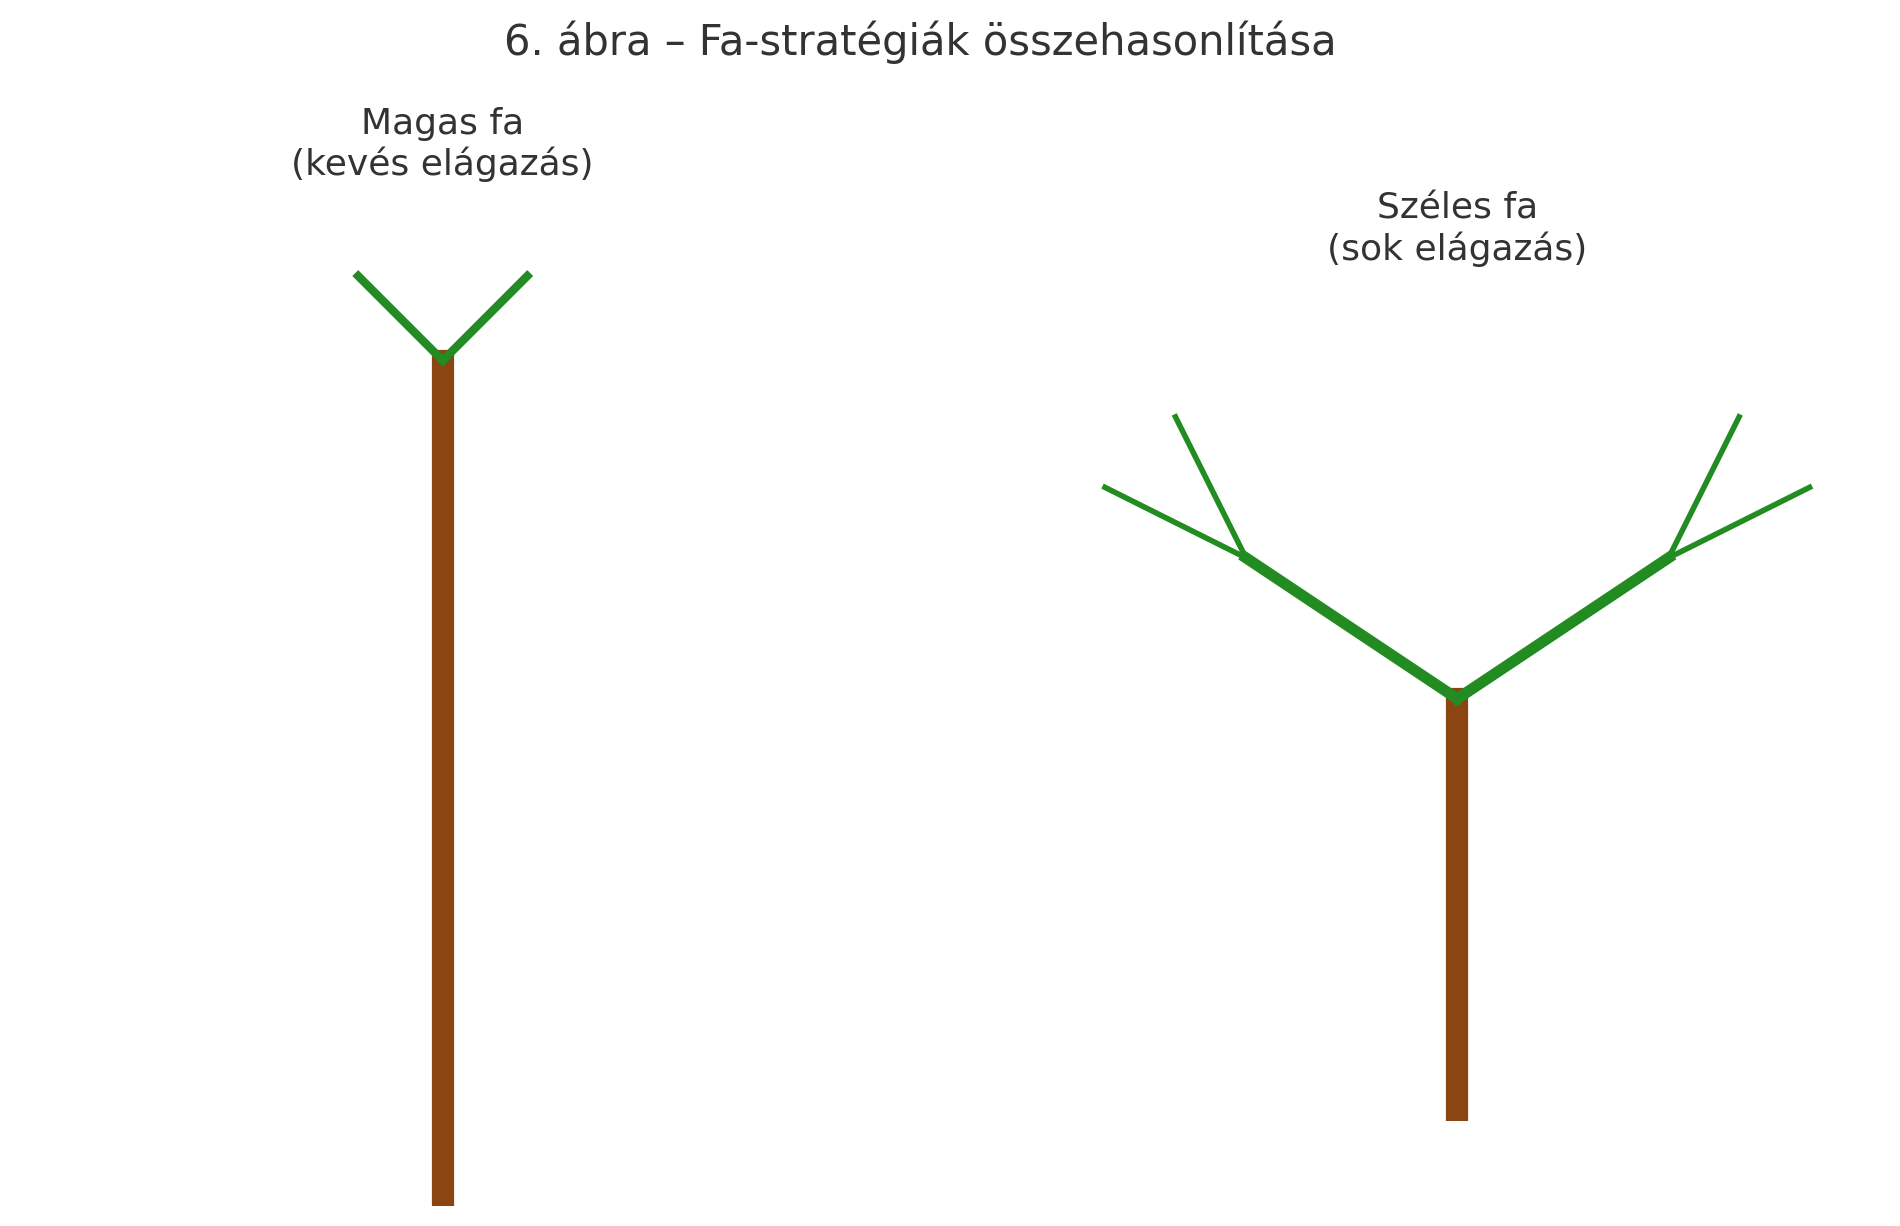 6. ábra – Fa-stratégiák összehasonlítása
Magas fa
(kevés elágazás)
Széles fa
(sok elágazás)